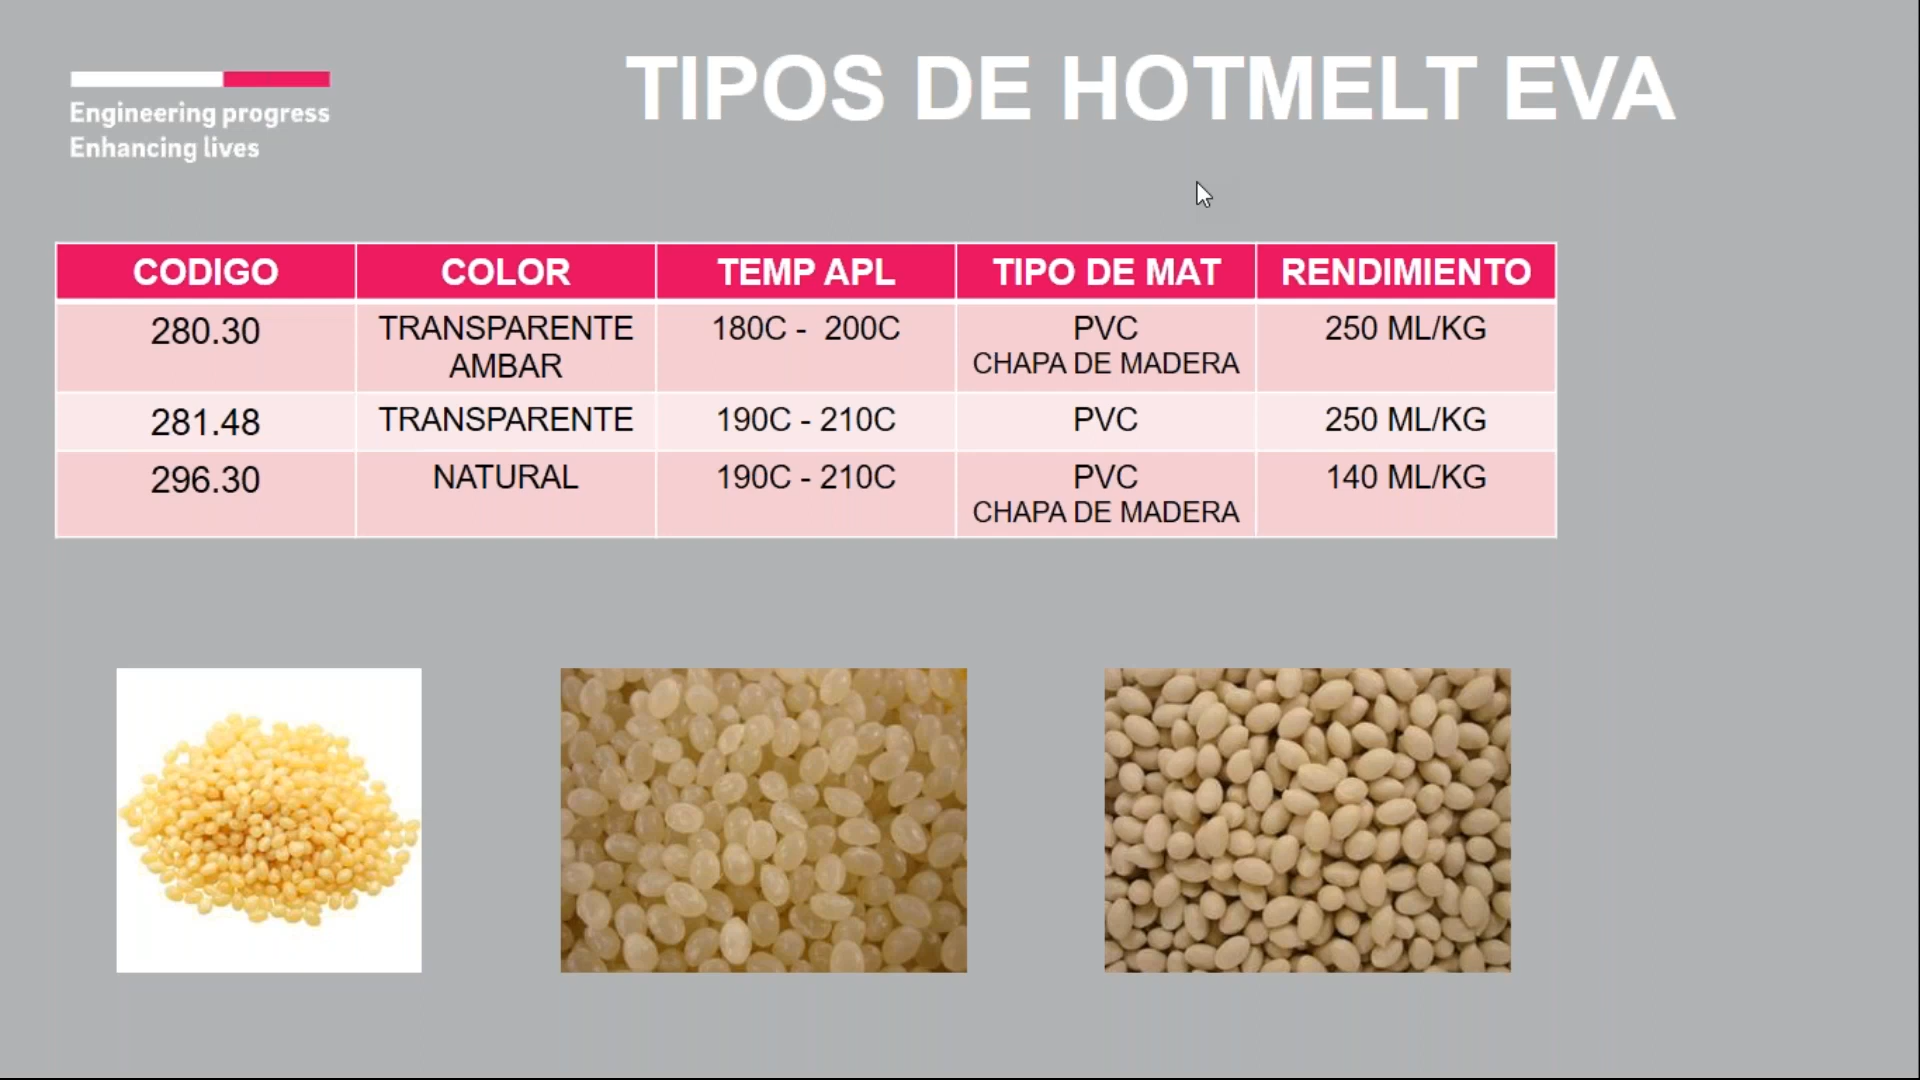 Engineering progress
Enhancing lives
TIPOS DE HOTMELT EVA
CODIGO COLOR TEMP APL TIPO DE MAT RENDIMIENTO
280.30 TRANSPARENTE AMBAR 180C - 200C PVC CHAPA DE MADERA 250 ML/KG
281.48 TRANSPARENTE 190C - 210C PVC 250 ML/KG
296.30 NATURAL 190C - 210C PVC CHAPA DE MADERA 140 ML/KG